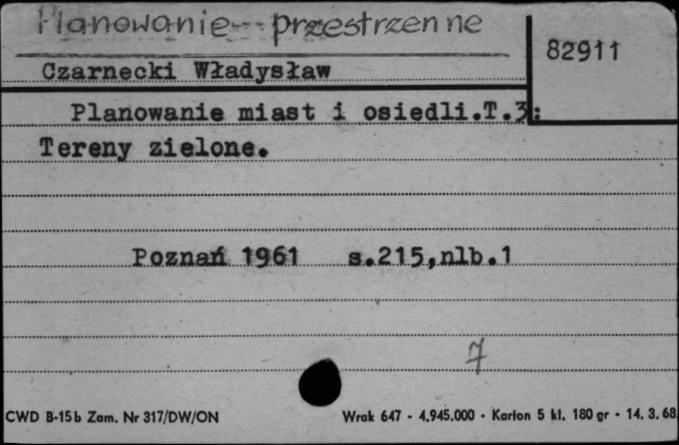 Planowanie przestrzenne
82911
Czarnecki Władysław
Planowanie miast i osiedli.T.3:
Tereny zielone.
Poznań 1961 s.215,nlb.1
7
CWD B-15b Zam. Nr 317/DW/ON Wrak 647 - 4.945.000 - Karton 5 kl. 180 gr - 14. 3. 68.